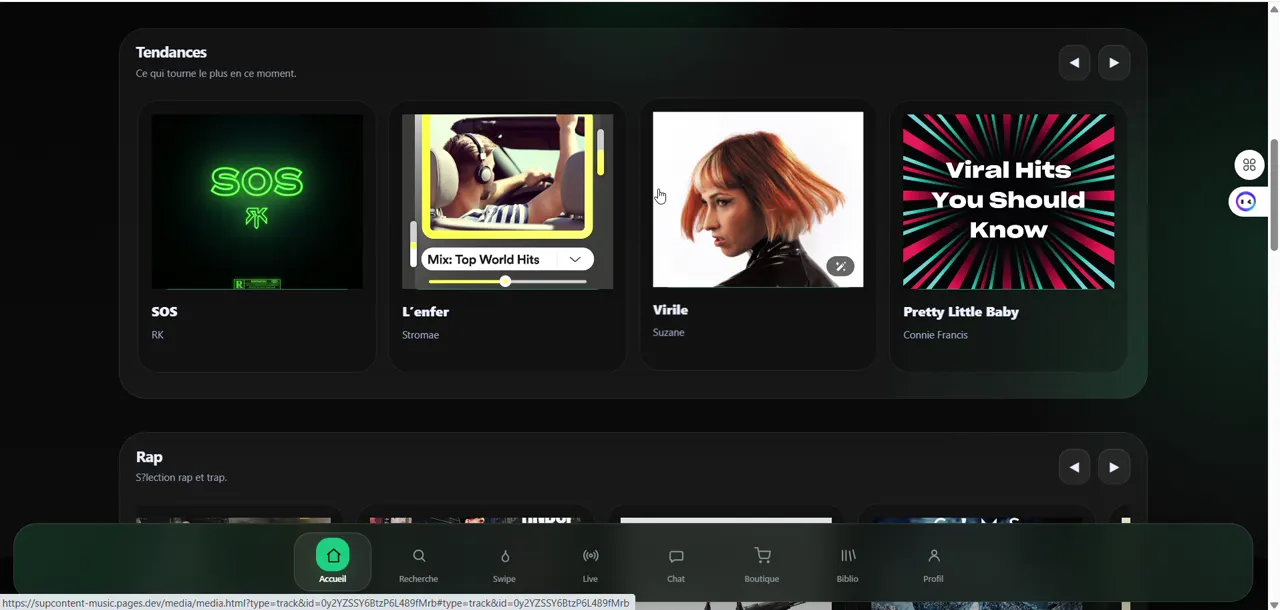 Tendances
Ce qui tourne le plus en ce moment.
◀ ▶
SOS
RK
R
Mix: Top World Hits
Viral Hits
You Should
Know
SOS
RK
L'enfer
Stromae
Virile
Suzane
Pretty Little Baby
Connie Francis
Rap
S?lection rap et trap.
◀ ▶
Accueil
Recherche
Swipe
Live
Chat
Boutique
Biblio
Profil
https://supcontent-music.pages.dev/media/media.html?type=track&id=0y2YZSSY6BtzP6L489fMrb#type=track&id=0y2YZSSY6BtzP6L489fMrb